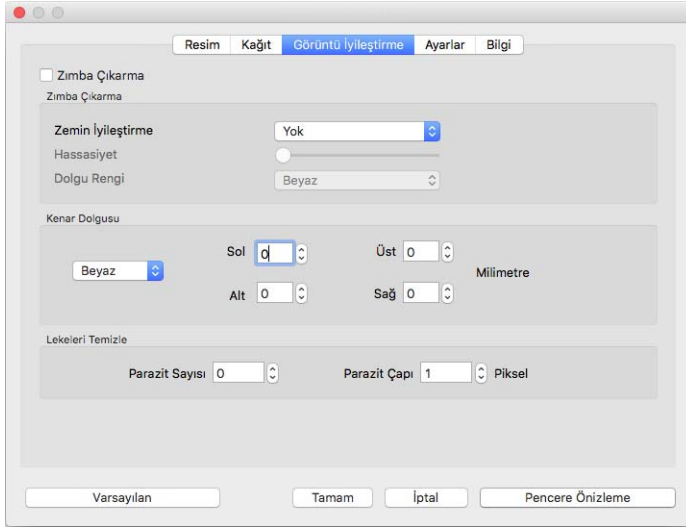 Resim Kağıt Görüntü İyileştirme Ayarlar Bilgi
Zımba Çıkarma
Zımba Çıkarma
Zemin İyileştirme Yok
Hassasiyet
Dolgu Rengi Beyaz
Kenar Dolgusu
Sol 0 Üst 0
Beyaz Milimetre
Alt 0 Sağ 0
Lekeleri Temizle
Parazit Sayısı 0 Parazit Çapı 1 Piksel
Varsayılan Tamam İptal Pencere Önizleme